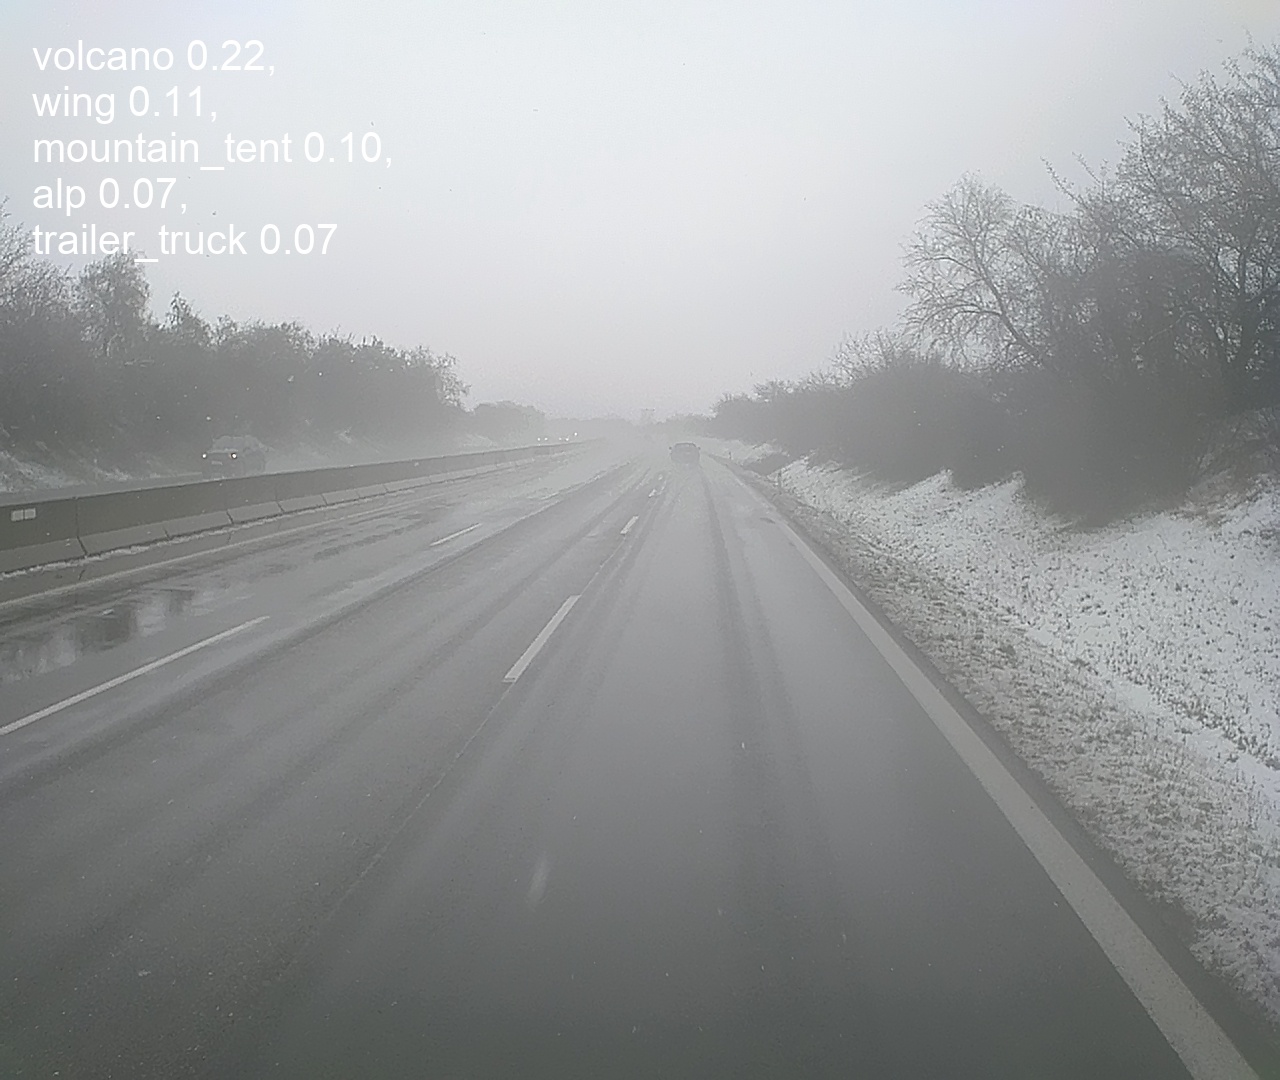 volcano 0.22,
wing 0.11,
mountain_tent 0.10,
alp 0.07,
trailer_truck 0.07